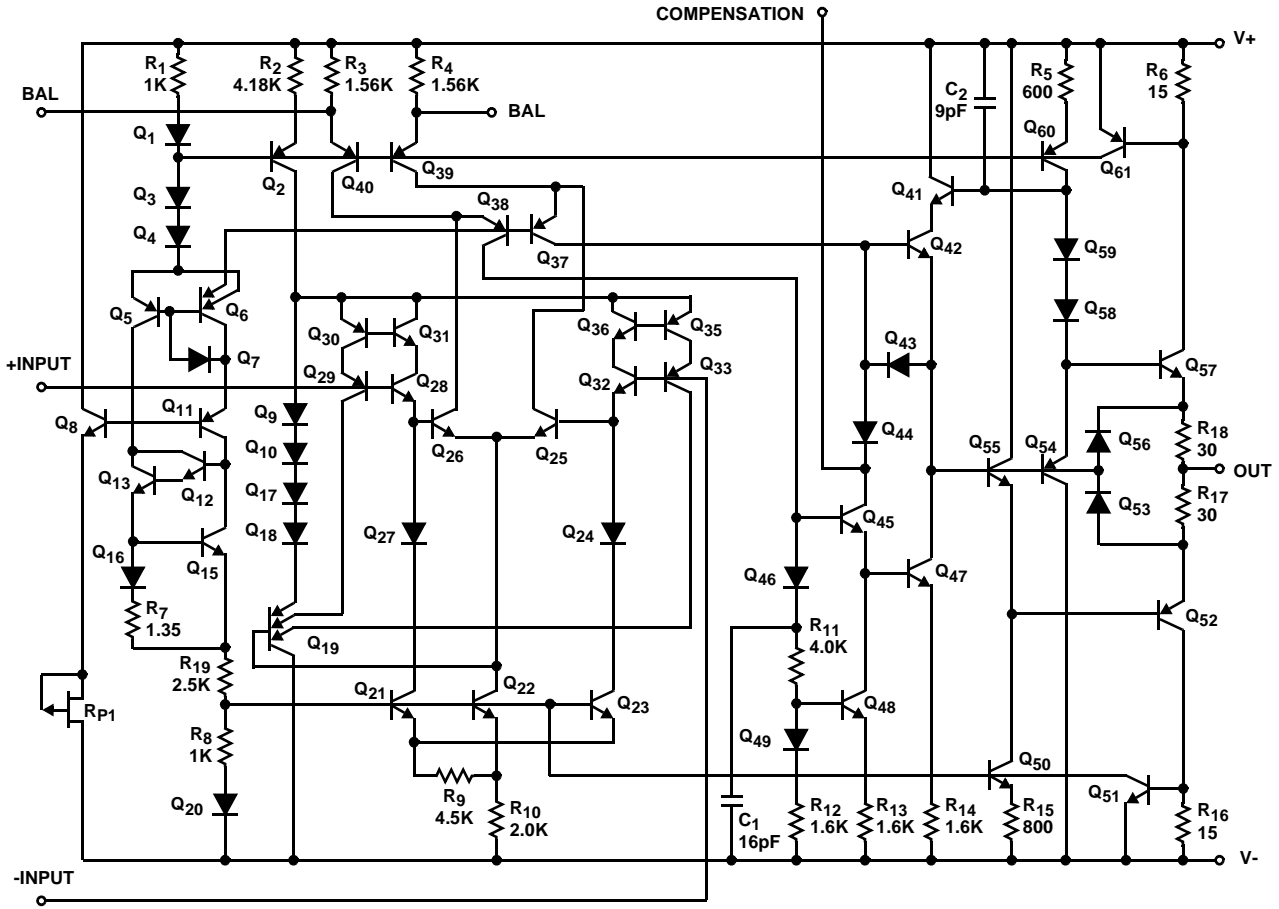 COMPENSATION
V+
R1
1K
R2
4.18K
R3
1.56K
R4
1.56K
C2
9pF
R5
600
R6
15
BAL
BAL
Q1
Q2
Q40
Q39
Q60
Q61
Q3
Q4
Q38
Q37
Q41
Q42
Q59
Q58
Q5
Q6
Q7
Q30
Q31
Q36
Q35
Q43
Q57
+INPUT
Q29
Q28
Q32
Q33
Q8
Q11
Q9
Q10
Q26
Q25
Q44
Q55
Q54
Q56
R18
30
OUT
Q13
Q12
Q17
Q18
Q27
Q24
Q45
Q53
R17
30
Q16
Q15
Q46
Q47
R7
1.35
Q19
R11
4.0K
Q52
R19
2.5K
RP1
Q21
Q22
Q23
Q48
R8
1K
Q49
Q50
Q51
Q20
R9
4.5K
R10
2.0K
C1
16pF
R12
1.6K
R13
1.6K
R14
1.6K
R15
800
R16
15
V-
-INPUT